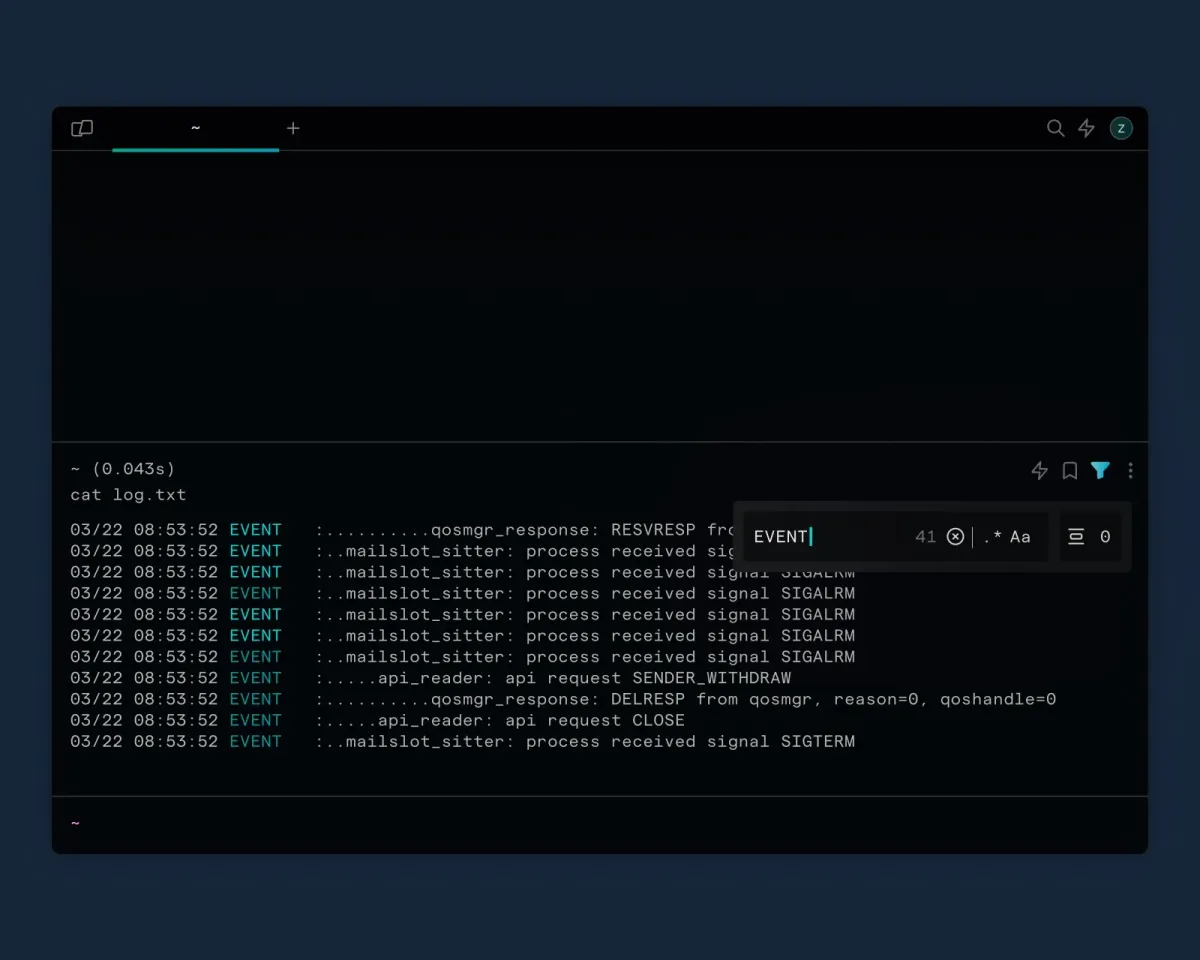 ~
+
Z
~ (0.043s)
cat log.txt
EVENT 41 .* Aa 0
03/22 08:53:52 EVENT :...........qosmgr_response: RESVRESP
03/22 08:53:52 EVENT :..mailslot_sitter: process received
03/22 08:53:52 EVENT :..mailslot_sitter: process received signal SIGALRM
03/22 08:53:52 EVENT :..mailslot_sitter: process received signal SIGALRM
03/22 08:53:52 EVENT :..mailslot_sitter: process received signal SIGALRM
03/22 08:53:52 EVENT :..mailslot_sitter: process received signal SIGALRM
03/22 08:53:52 EVENT :..mailslot_sitter: process received signal SIGALRM
03/22 08:53:52 EVENT :.....api_reader: api request SENDER_WITHDRAW
03/22 08:53:52 EVENT :..........qosmgr_response: DELRESP from qosmgr, reason=0, qoshandle=0
03/22 08:53:52 EVENT :.....api_reader: api request CLOSE
03/22 08:53:52 EVENT :..mailslot_sitter: process received signal SIGTERM
~